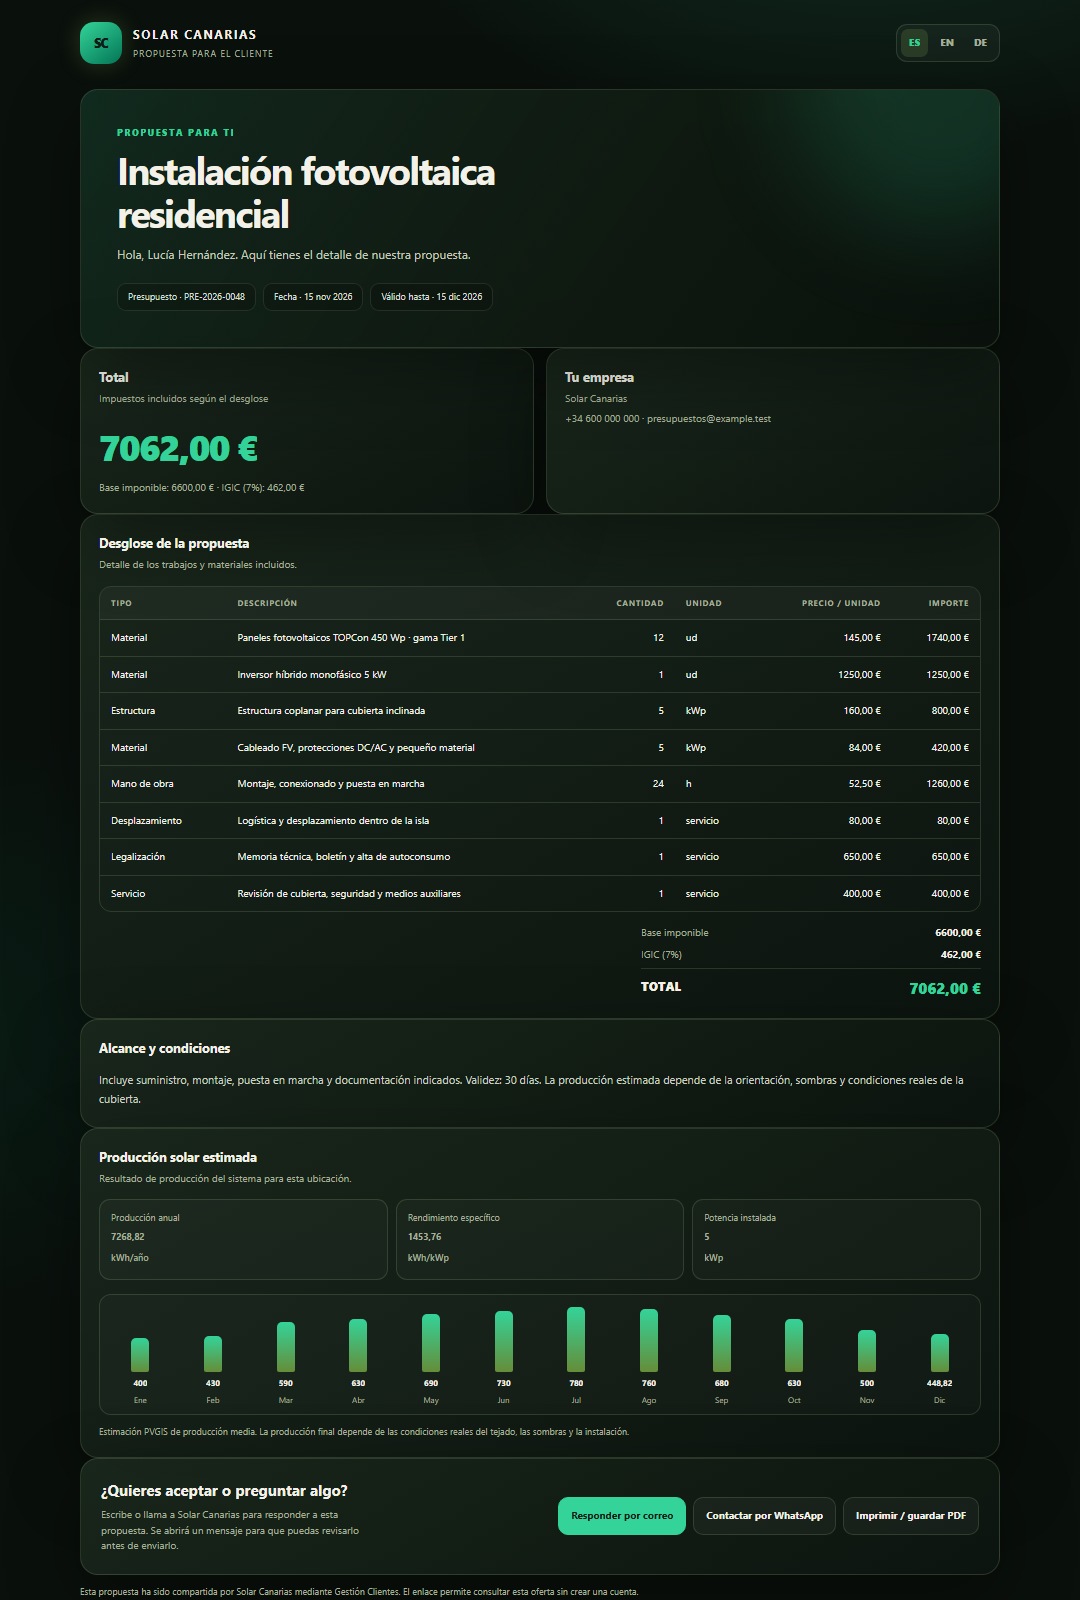 SC
SOLAR CANARIAS
PROPUESTA PARA EL CLIENTE
ES EN DE
PROPUESTA PARA TI
Instalación fotovoltaica
residencial
Hola, Lucía Hernández. Aquí tienes el detalle de nuestra propuesta.
Presupuesto · PRE-2026-0048 Fecha · 15 nov 2026 Válido hasta · 15 dic 2026
Total
Impuestos incluidos según el desglose
7062,00 €
Base imponible: 6600,00 € · IGIC (7%): 462,00 €
Tu empresa
Solar Canarias
+34 600 000 000 · presupuestos@example.test
Desglose de la propuesta
Detalle de los trabajos y materiales incluidos.
TIPO DESCRIPCIÓN CANTIDAD UNIDAD PRECIO / UNIDAD IMPORTE
Material Paneles fotovoltaicos TOPCon 450 Wp · gama Tier 1 12 ud 145,00 € 1740,00 €
Material Inversor híbrido monofásico 5 kW 1 ud 1250,00 € 1250,00 €
Estructura Estructura coplanar para cubierta inclinada 5 kWp 160,00 € 800,00 €
Material Cableado FV, protecciones DC/AC y pequeño material 5 kWp 84,00 € 420,00 €
Mano de obra Montaje, conexionado y puesta en marcha 24 h 52,50 € 1260,00 €
Desplazamiento Logística y desplazamiento dentro de la isla 1 servicio 80,00 € 80,00 €
Legalización Memoria técnica, boletín y alta de autoconsumo 1 servicio 650,00 € 650,00 €
Servicio Revisión de cubierta, seguridad y medios auxiliares 1 servicio 400,00 € 400,00 €
Base imponible 6600,00 €
IGIC (7%) 462,00 €
TOTAL 7062,00 €
Alcance y condiciones
Incluye suministro, montaje, puesta en marcha y documentación indicados. Validez: 30 días. La producción estimada depende de la orientación, sombras y condiciones reales de la
cubierta.
Producción solar estimada
Resultado de producción del sistema para esta ubicación.
Producción anual
7268,82
kWh/año
Rendimiento específico
1453,76
kWh/kWp
Potencia instalada
5
kWp
400 430 590 630 690 730 780 760 680 630 500 448,82
Ene Feb Mar Abr May Jun Jul Ago Sep Oct Nov Dic
Estimación PVGIS de producción media. La producción final depende de las condiciones reales del tejado, las sombras y la instalación.
¿Quieres aceptar o preguntar algo?
Escribe o llama a Solar Canarias para responder a esta
propuesta. Se abrirá un mensaje para que puedas revisarlo
antes de enviarlo.
Responder por correo Contactar por WhatsApp Imprimir / guardar PDF
Esta propuesta ha sido compartida por Solar Canarias mediante Gestión Clientes. El enlace permite consultar esta oferta sin crear una cuenta.